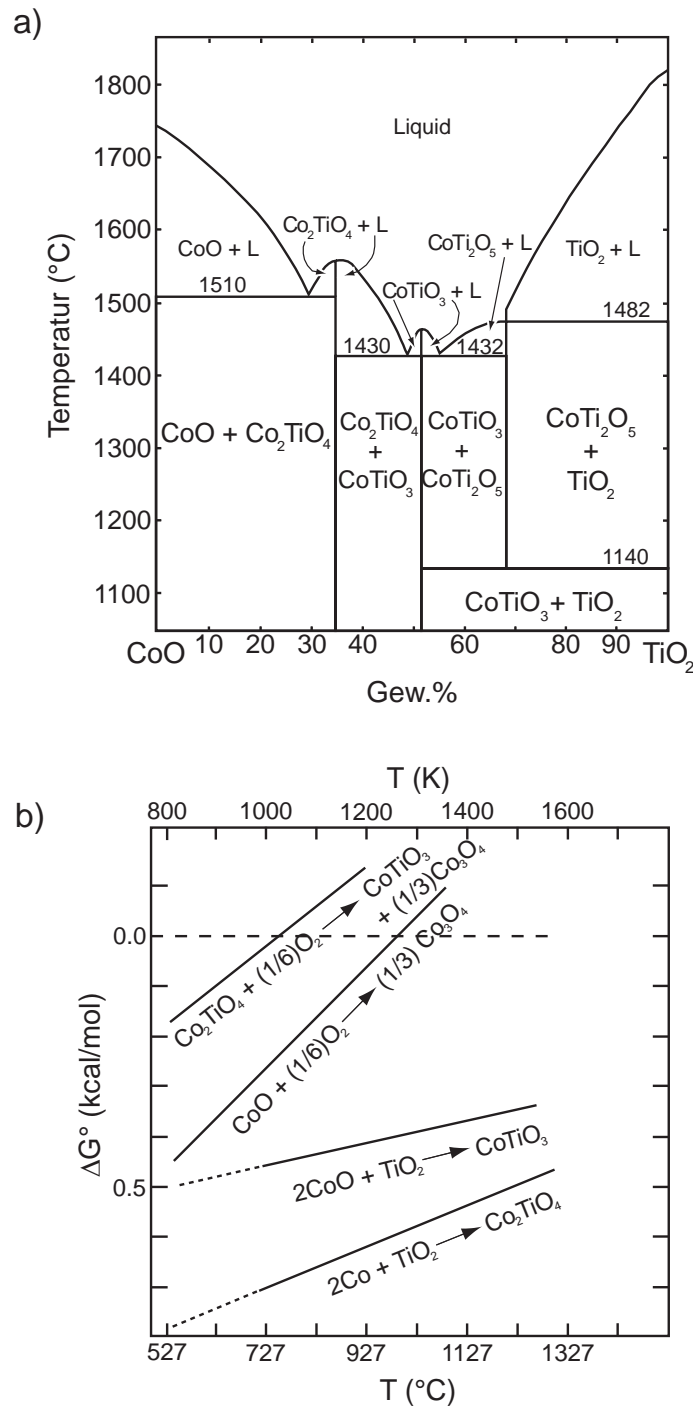 a)
1800
1700
1600
1500
1400
1300
1200
1100
Temperatur (°C)
Liquid
CoO + L
Co₂TiO₄ + L
CoTiO₃ + L
CoTi₂O₅ + L
TiO₂ + L
1510
1430
1432
1482
CoO + Co₂TiO₄
Co₂TiO₄
+
CoTiO₃
CoTiO₃
+
CoTi₂O₅
CoTi₂O₅
+
TiO₂
1140
CoTiO₃ + TiO₂
CoO 10 20 30 40 60 80 90 TiO₂
Gew.%
b)
T (K)
800 1000 1200 1400 1600
0.0
0.5
ΔG° (kcal/mol)
Co₂TiO₄ + (1/6)O₂ → CoTiO₃
+ (1/3)Co₃O₄
CoO + (1/6)O₂ → (1/3) Co₃O₄
2CoO + TiO₂ → CoTiO₃
2Co + TiO₂ → Co₂TiO₄
527 727 927 1127 1327
T (°C)